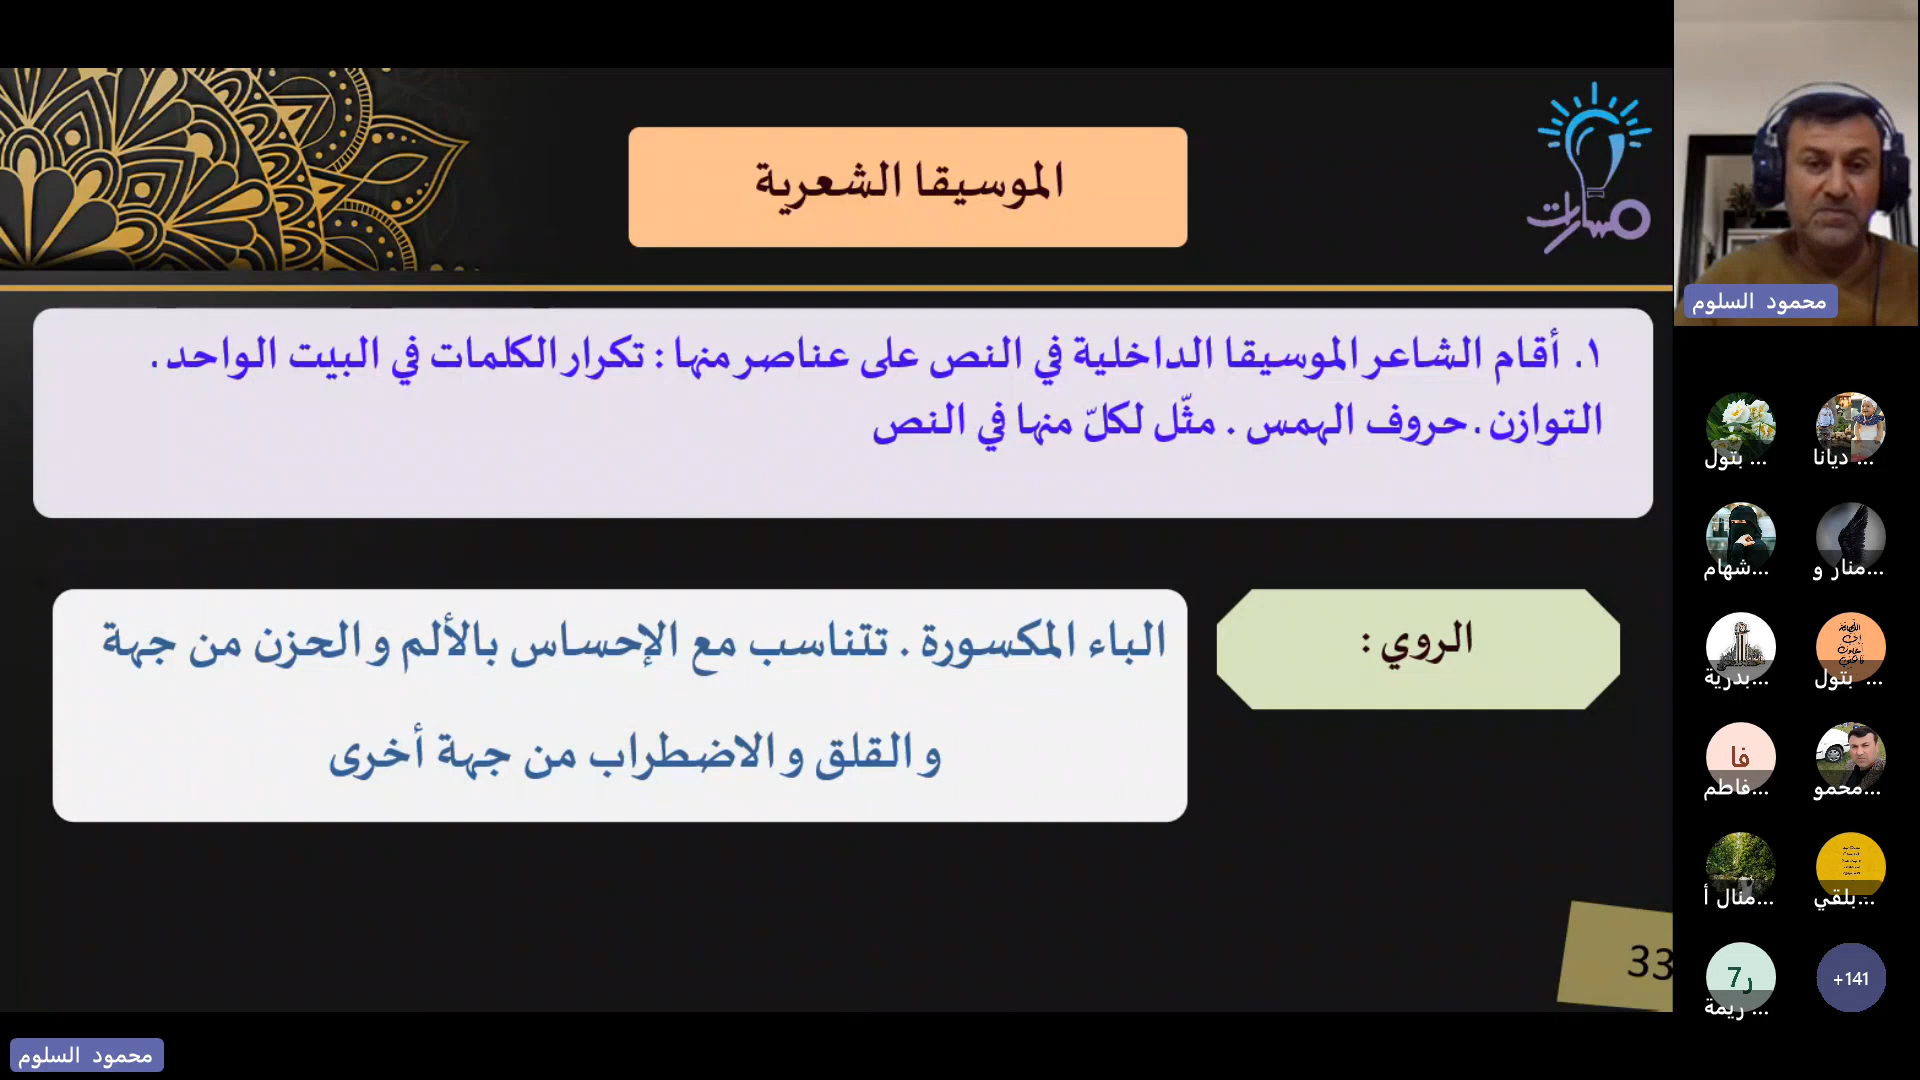 الموسيقا الشعرية
مسارات
١. أقام الشاعر الموسيقا الداخلية في النص على عناصر منها : تكرار الكلمات في البيت الواحد .
التوازن . حروف الهمس . مثّل لكلّ منها في النص
الروي :
الباء المكسورة . تتناسب مع الإحساس بالألم و الحزن من جهة
و القلق و الاضطراب من جهة أخرى
33
محمود السلوم
محمود السلوم
ديانا ...
بتول ...
منار و...
شهام...
بتول ...
بدرية...
محمو...
فا
فاطم...
بلقي...
منال أ...
+141
ر7
ريمة ...